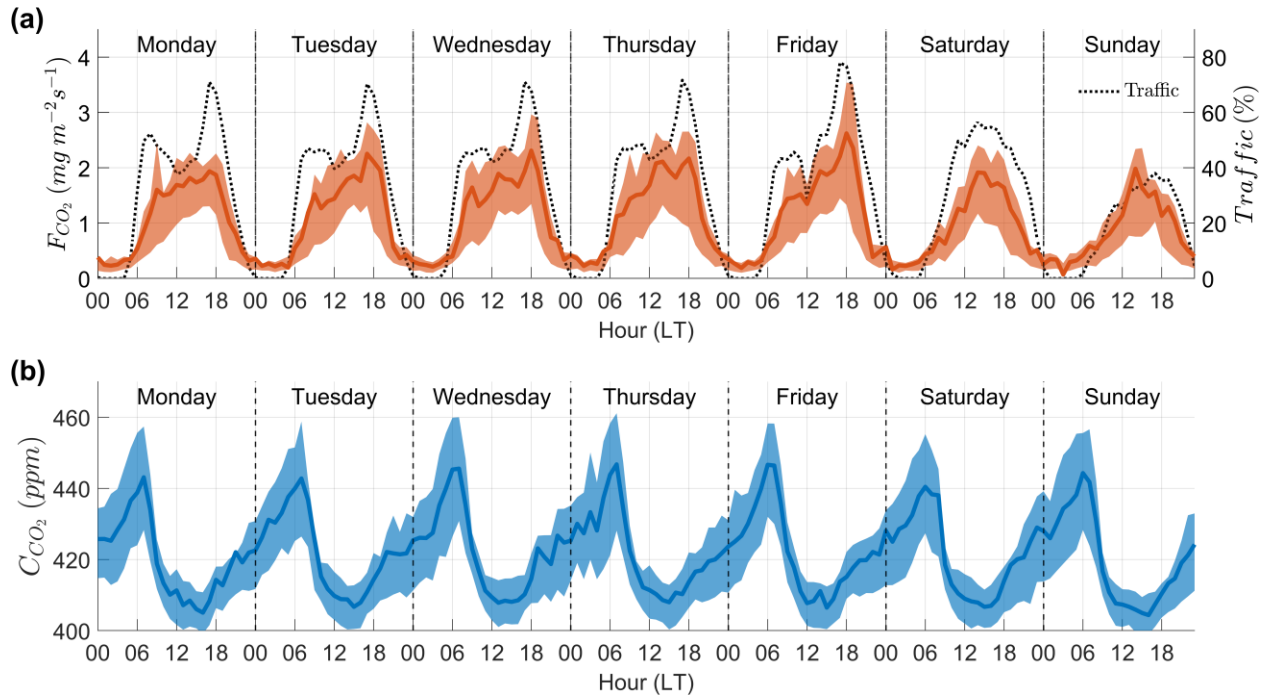 (a)
Monday Tuesday Wednesday Thursday Friday Saturday Sunday
F_{CO_2} (mg m^{-2} s^{-1})
4
3
2
1
0
Traffic
80
60
40
20
0
Traffic (%)
00 06 12 18 00 06 12 18 00 06 12 18 00 06 12 18 00 06 12 18 00 06 12 18 00 06 12 18
Hour (LT)
(b)
Monday Tuesday Wednesday Thursday Friday Saturday Sunday
C_{CO_2} (ppm)
460
440
420
400
00 06 12 18 00 06 12 18 00 06 12 18 00 06 12 18 00 06 12 18 00 06 12 18 00 06 12 18
Hour (LT)